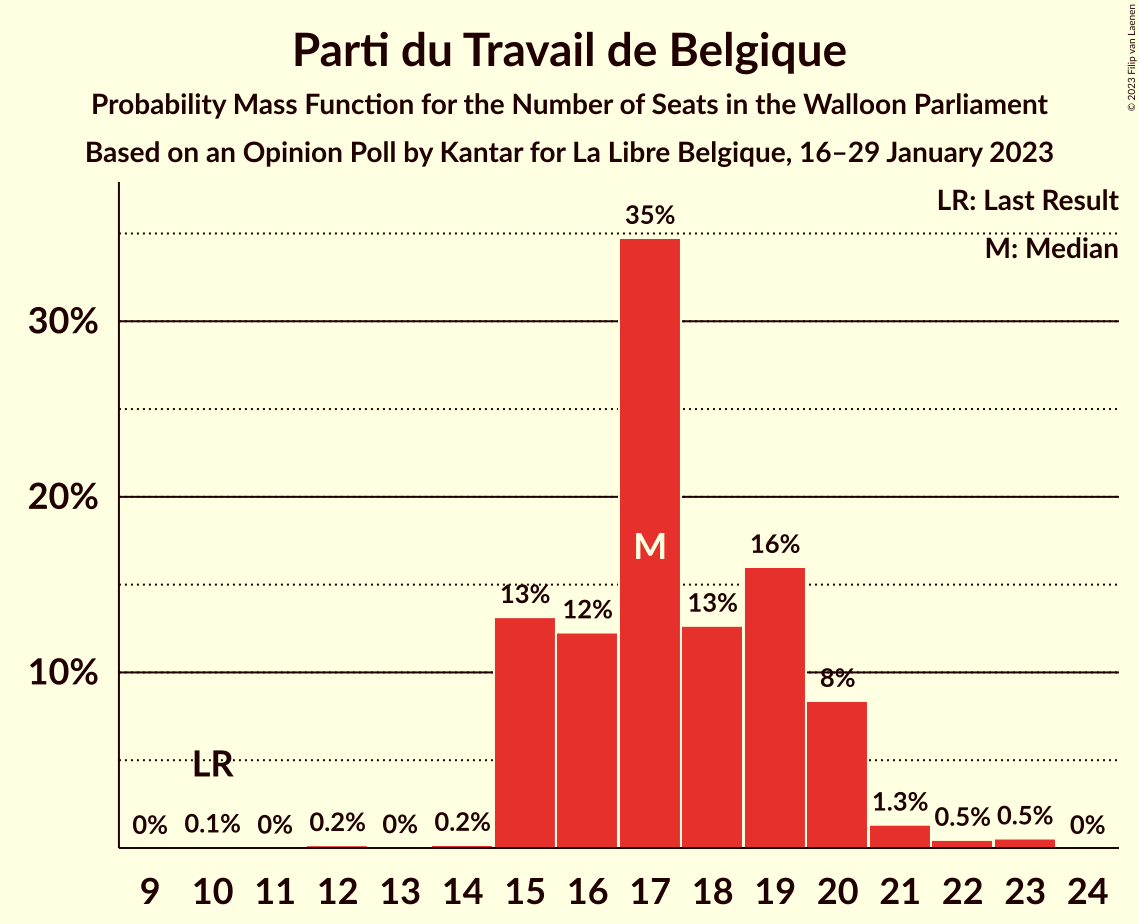 Parti du Travail de Belgique
Probability Mass Function for the Number of Seats in the Walloon Parliament
Based on an Opinion Poll by Kantar for La Libre Belgique, 16–29 January 2023
© 2023 Filip van Laenen
LR: Last Result
M: Median
35%
30%
20%
M
16%
13%
12%
13%
10%
8%
LR
0%
0.1%
0%
0.2%
0%
0.2%
1.3%
0.5%
0.5%
0%
9 10 11 12 13 14 15 16 17 18 19 20 21 22 23 24